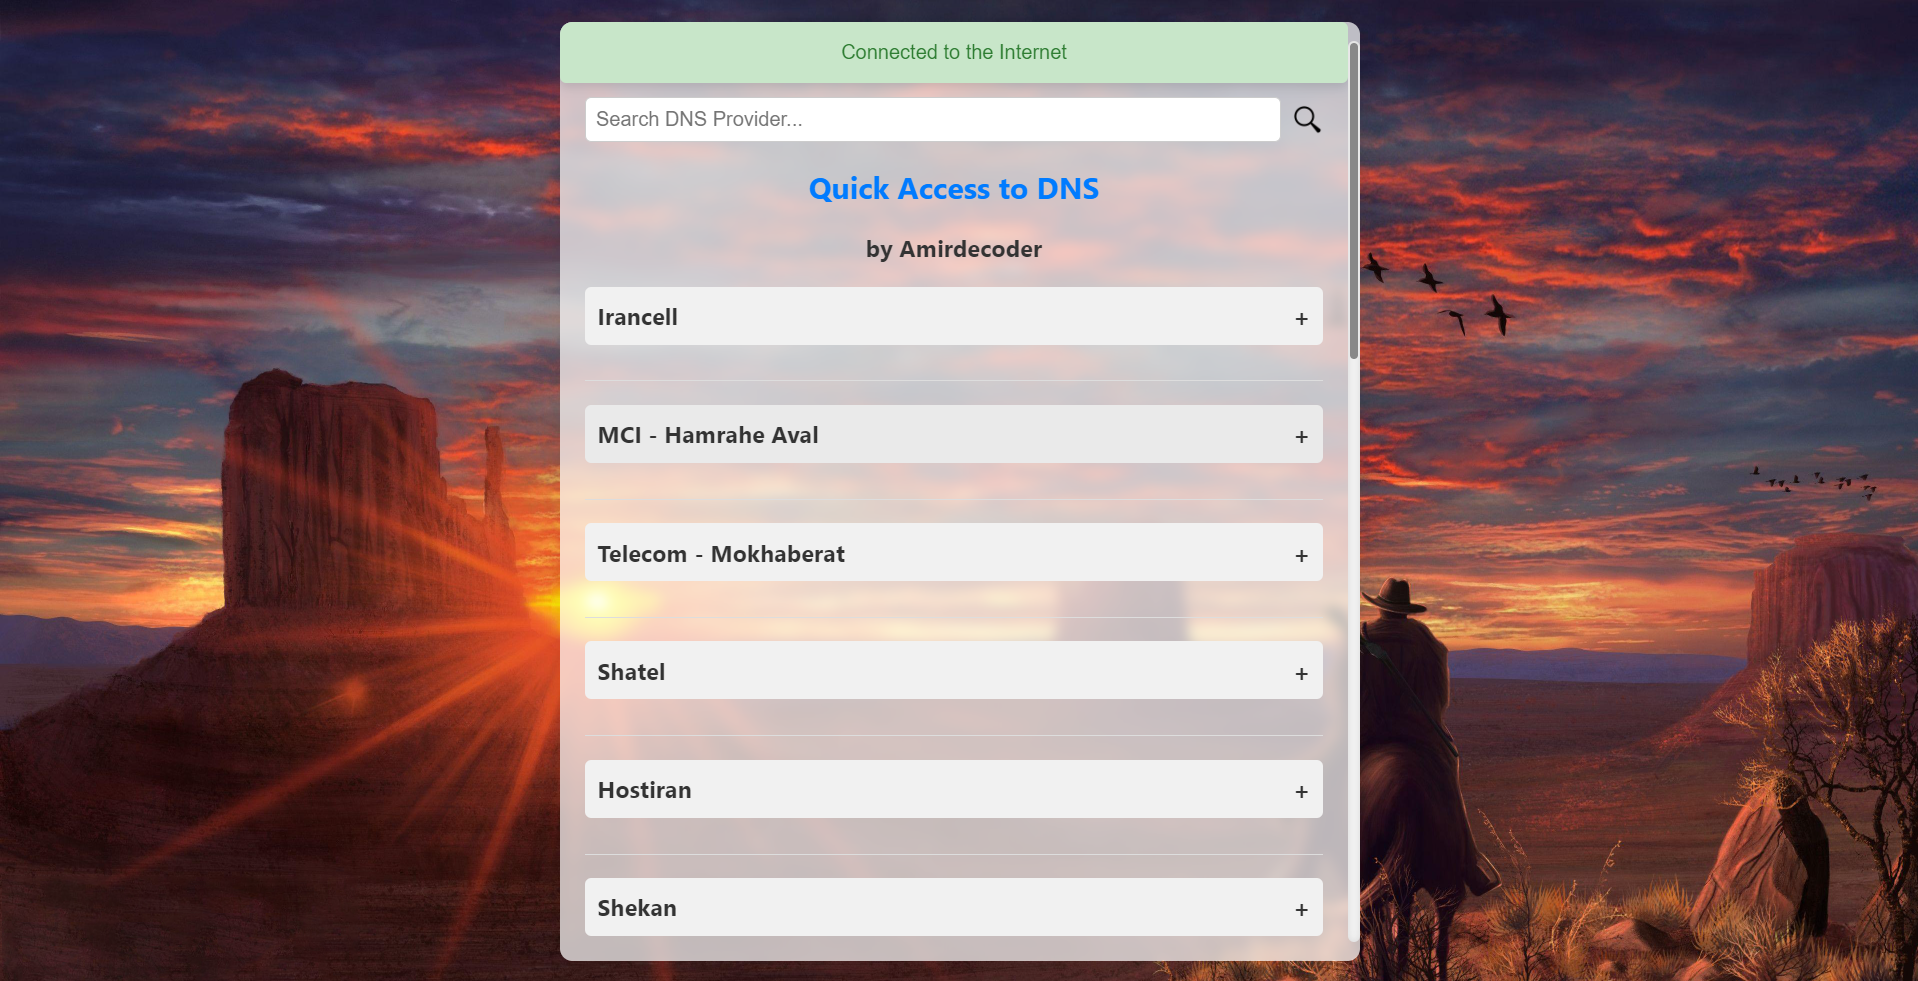 Connected to the Internet
Search DNS Provider...
Quick Access to DNS
by Amirdecoder
Irancell +
MCI - Hamrahe Aval +
Telecom - Mokhaberat +
Shatel +
Hostiran +
Shekan +